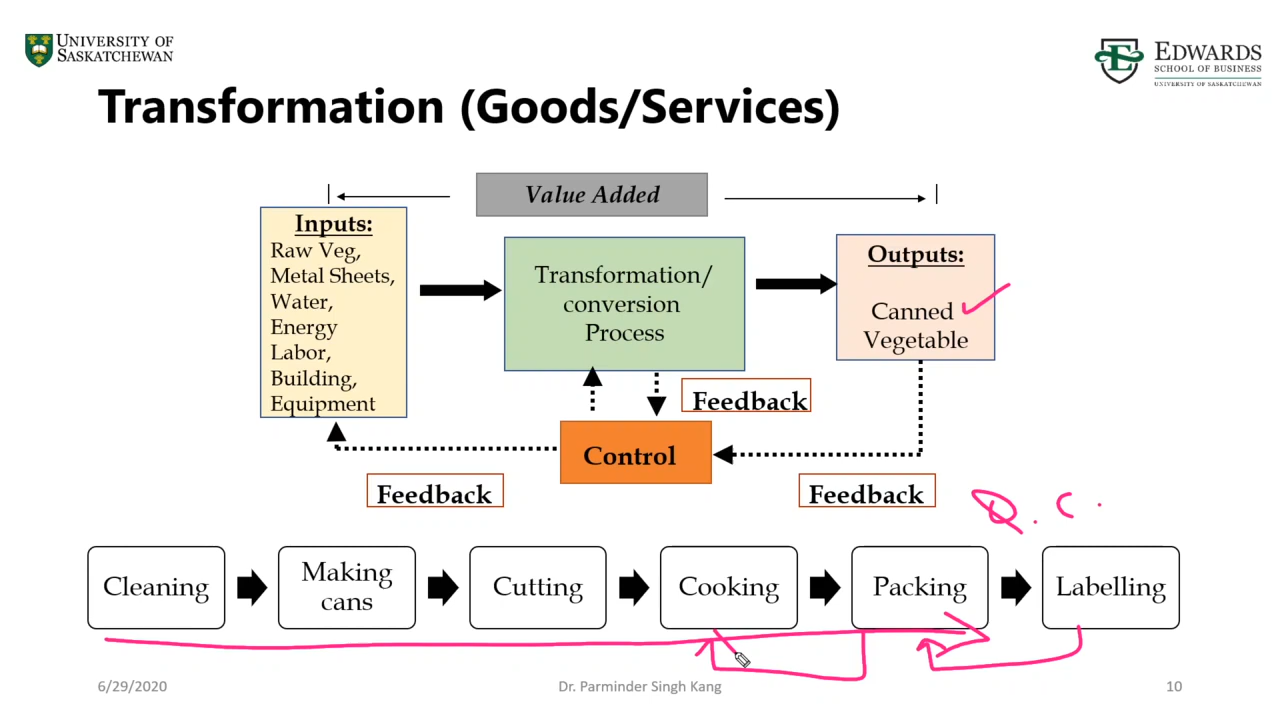 UNIVERSITY OF
SASKATCHEWAN
EDWARDS
SCHOOL OF BUSINESS
UNIVERSITY OF SASKATCHEWAN
Transformation (Goods/Services)
Value Added
Inputs:
Raw Veg,
Metal Sheets,
Water,
Energy
Labor,
Building,
Equipment
Transformation/
conversion
Process
Outputs:
Canned
Vegetable
Feedback
Control
Feedback
Feedback
Q.C.
Cleaning
Making
cans
Cutting
Cooking
Packing
Labelling
6/29/2020
Dr. Parminder Singh Kang
10